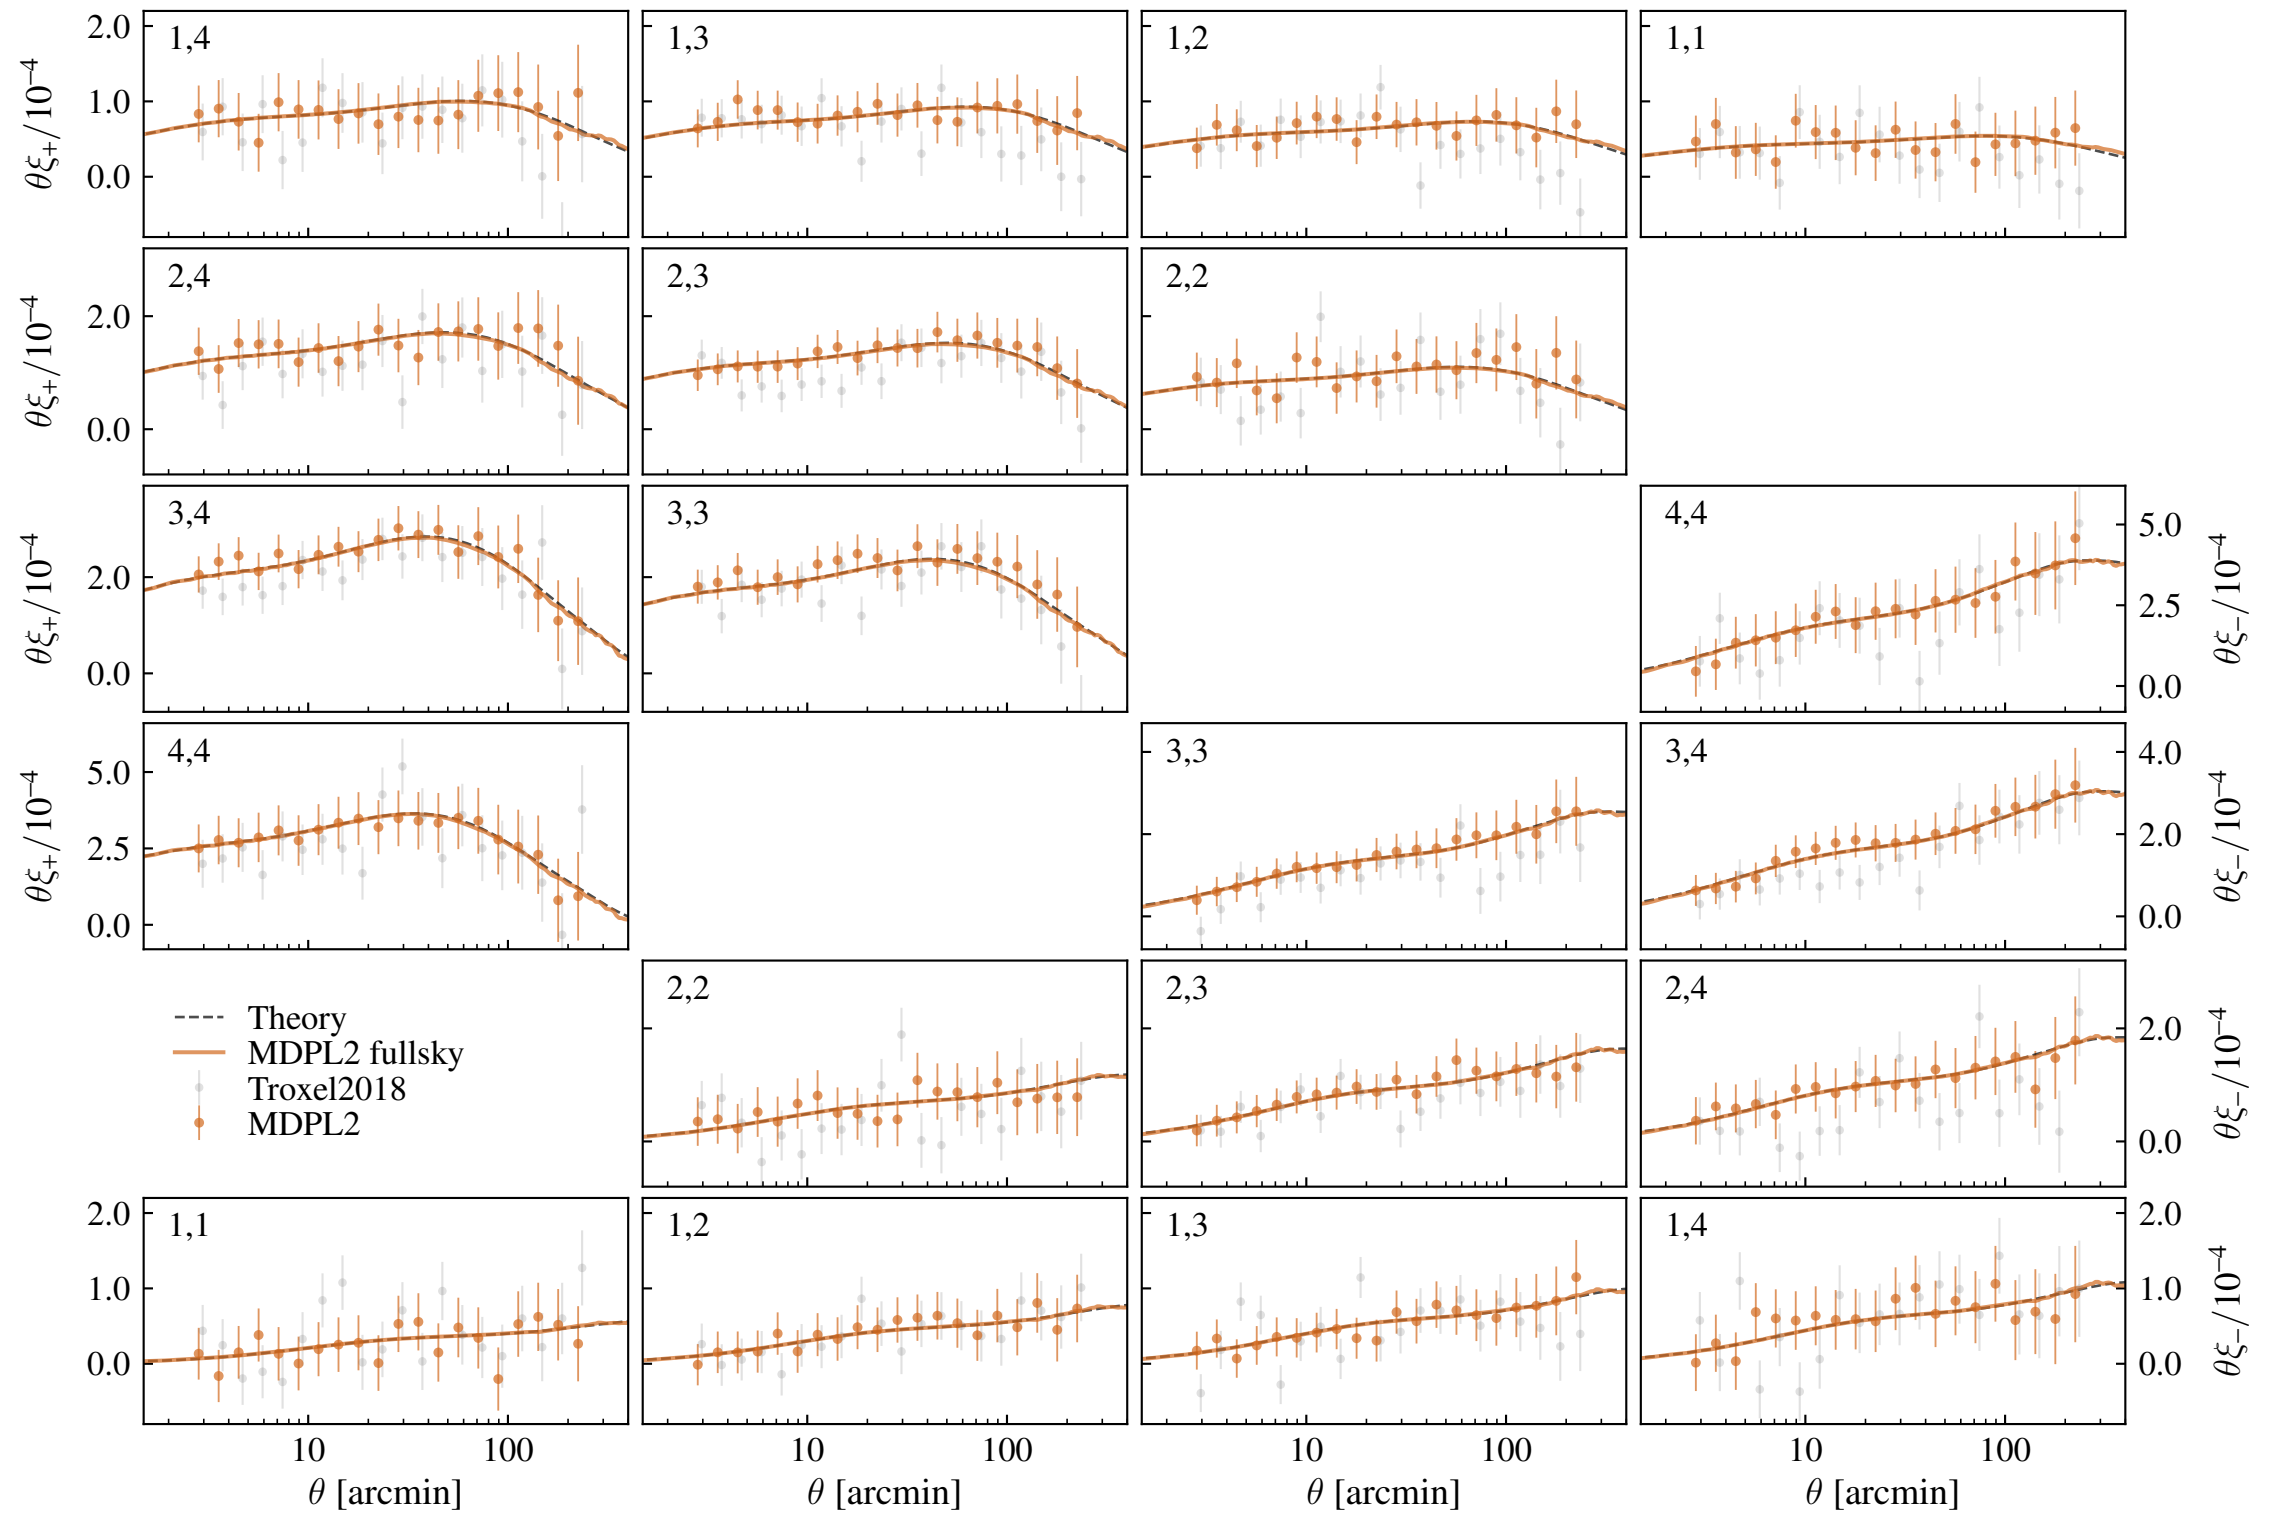 2.0 1,4 1,3 1,2 1,1
1.0
0.0
θξ₊/10⁻⁴
2,4 2,3 2,2
2.0
0.0
θξ₊/10⁻⁴
3,4 3,3 4,4
2.0
0.0
θξ₊/10⁻⁴
5.0
2.5
0.0
θξ₋/10⁻⁴
4,4 3,3 3,4
5.0
2.5
0.0
θξ₊/10⁻⁴
4.0
2.0
0.0
θξ₋/10⁻⁴
2,2 2,3 2,4
Theory
MDPL2 fullsky
Troxel2018
MDPL2
2.0
0.0
θξ₋/10⁻⁴
1,1 1,2 1,3 1,4
2.0
1.0
0.0
2.0
1.0
0.0
θξ₋/10⁻⁴
10 100 10 100 10 100 10 100
θ [arcmin] θ [arcmin] θ [arcmin] θ [arcmin]